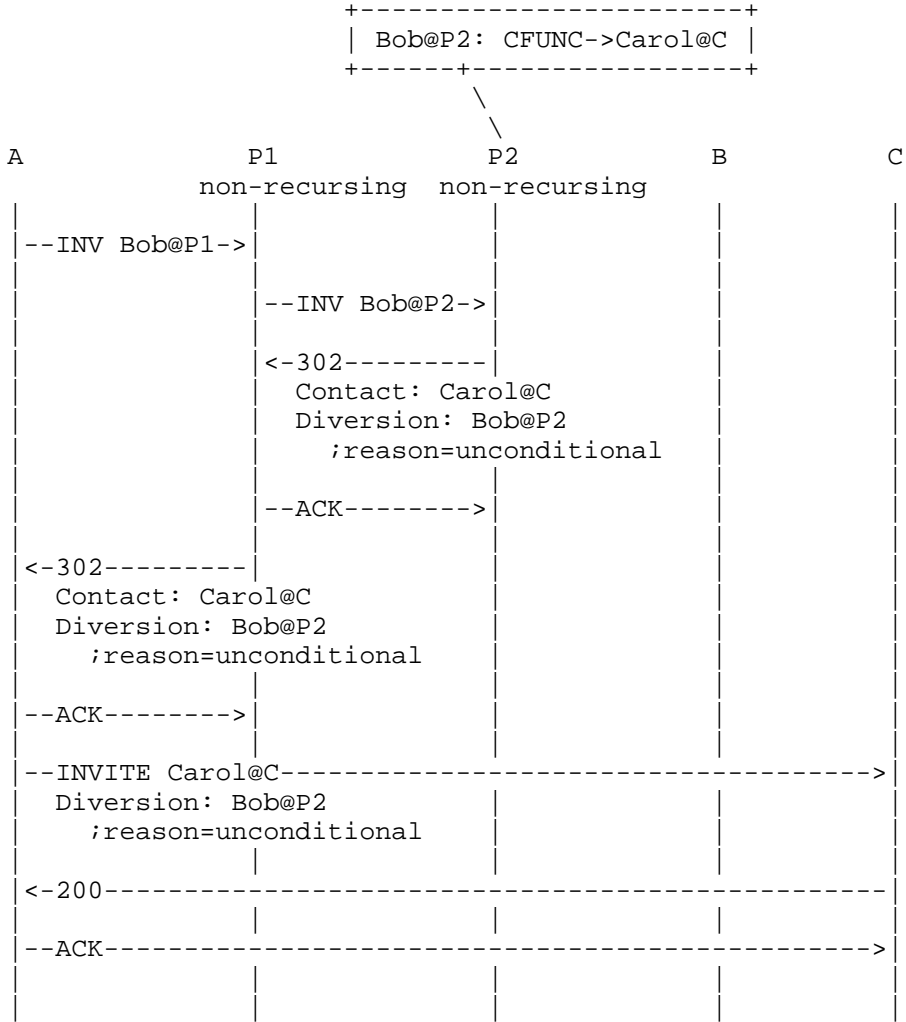 Bob@P2: CFUNC->Carol@C
A P1 P2 B C
non-recursing non-recursing
--INV Bob@P1->
--INV Bob@P2->
<-302---------
Contact: Carol@C
Diversion: Bob@P2
;reason=unconditional
--ACK-------->
<-302---------
Contact: Carol@C
Diversion: Bob@P2
;reason=unconditional
--ACK-------->
--INVITE Carol@C------------------------------------->
Diversion: Bob@P2
;reason=unconditional
<-200-------------------------------------------------
--ACK------------------------------------------------>